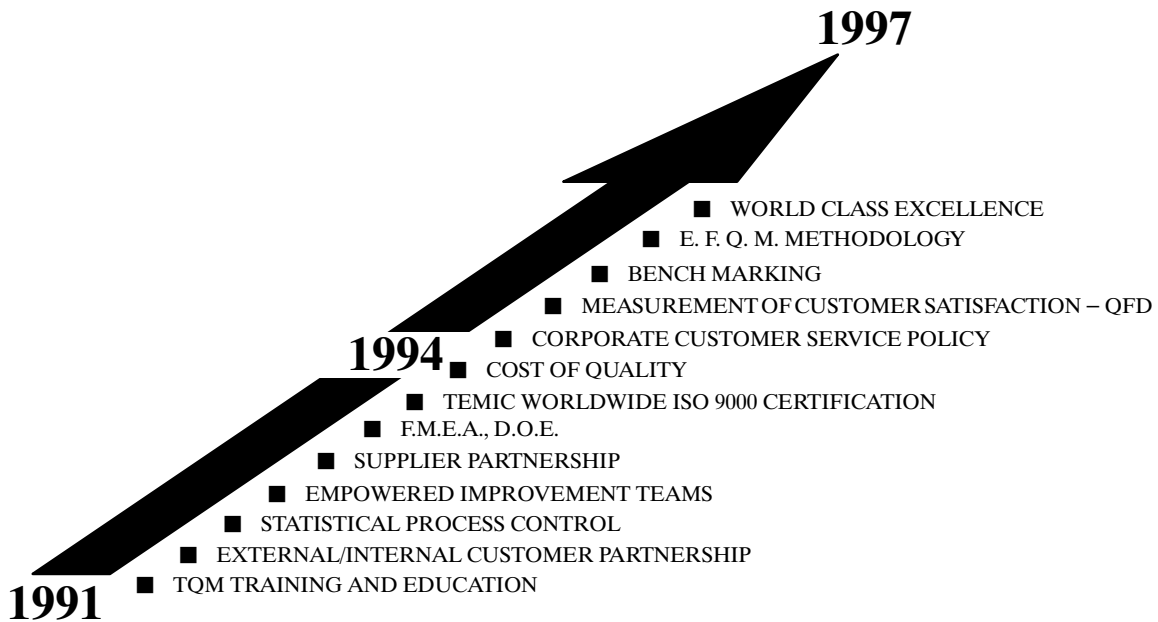 1997
■ WORLD CLASS EXCELLENCE
■ E. F. Q. M. METHODOLOGY
■ BENCH MARKING
■ MEASUREMENT OF CUSTOMER SATISFACTION – QFD
■ CORPORATE CUSTOMER SERVICE POLICY
1994
■ COST OF QUALITY
■ TEMIC WORLDWIDE ISO 9000 CERTIFICATION
■ F.M.E.A., D.O.E.
■ SUPPLIER PARTNERSHIP
■ EMPOWERED IMPROVEMENT TEAMS
■ STATISTICAL PROCESS CONTROL
■ EXTERNAL/INTERNAL CUSTOMER PARTNERSHIP
■ TQM TRAINING AND EDUCATION
1991